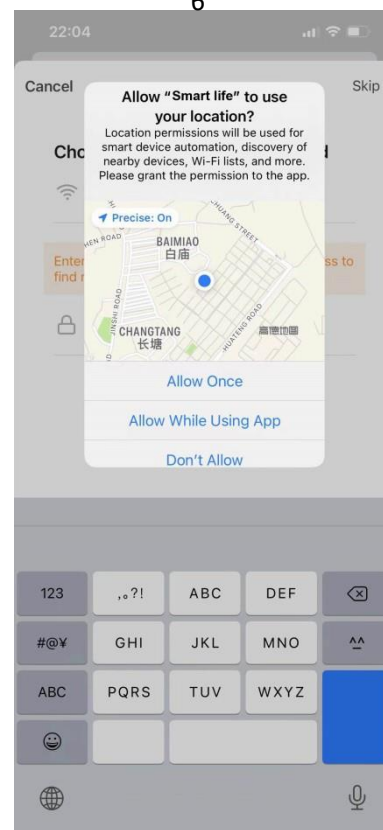 6
22:04
Cancel
Skip
Allow “Smart life” to use
your location?
Location permissions will be used for
smart device automation, discovery of
nearby devices, Wi-Fi lists, and more.
Please grant the permission to the app.
Cho
d
Precise: On
HUANG STREET
EN ROAD
BAIMIAO
白庙
Enter
find
ss to
JINSHI ROAD
CHANGTANG
长塘
HUATENG ROAD
高德地圖
Allow Once
Allow While Using App
Don't Allow
123
,。?!
ABC
DEF
#@¥
GHI
JKL
MNO
^^
ABC
PQRS
TUV
WXYZ